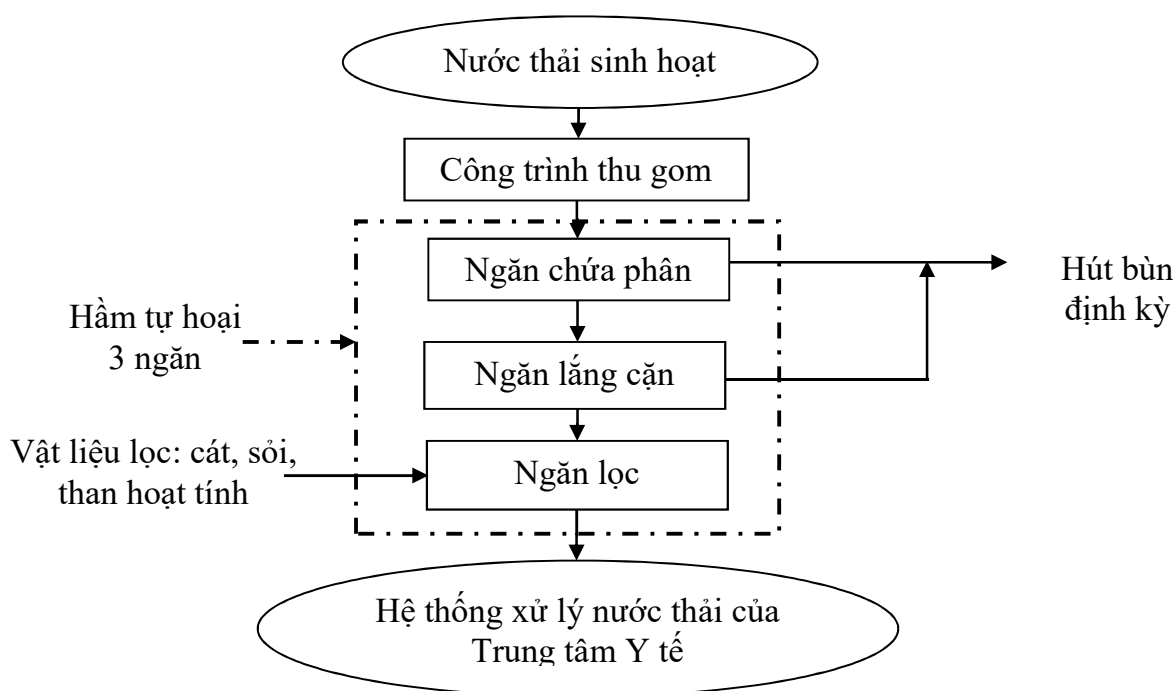 Nước thải sinh hoạt
Công trình thu gom
Ngăn chứa phân
Hút bùn
định kỳ
Hầm tự hoại
3 ngăn
Ngăn lắng cặn
Vật liệu lọc: cát, sỏi,
than hoạt tính
Ngăn lọc
Hệ thống xử lý nước thải của
Trung tâm Y tế